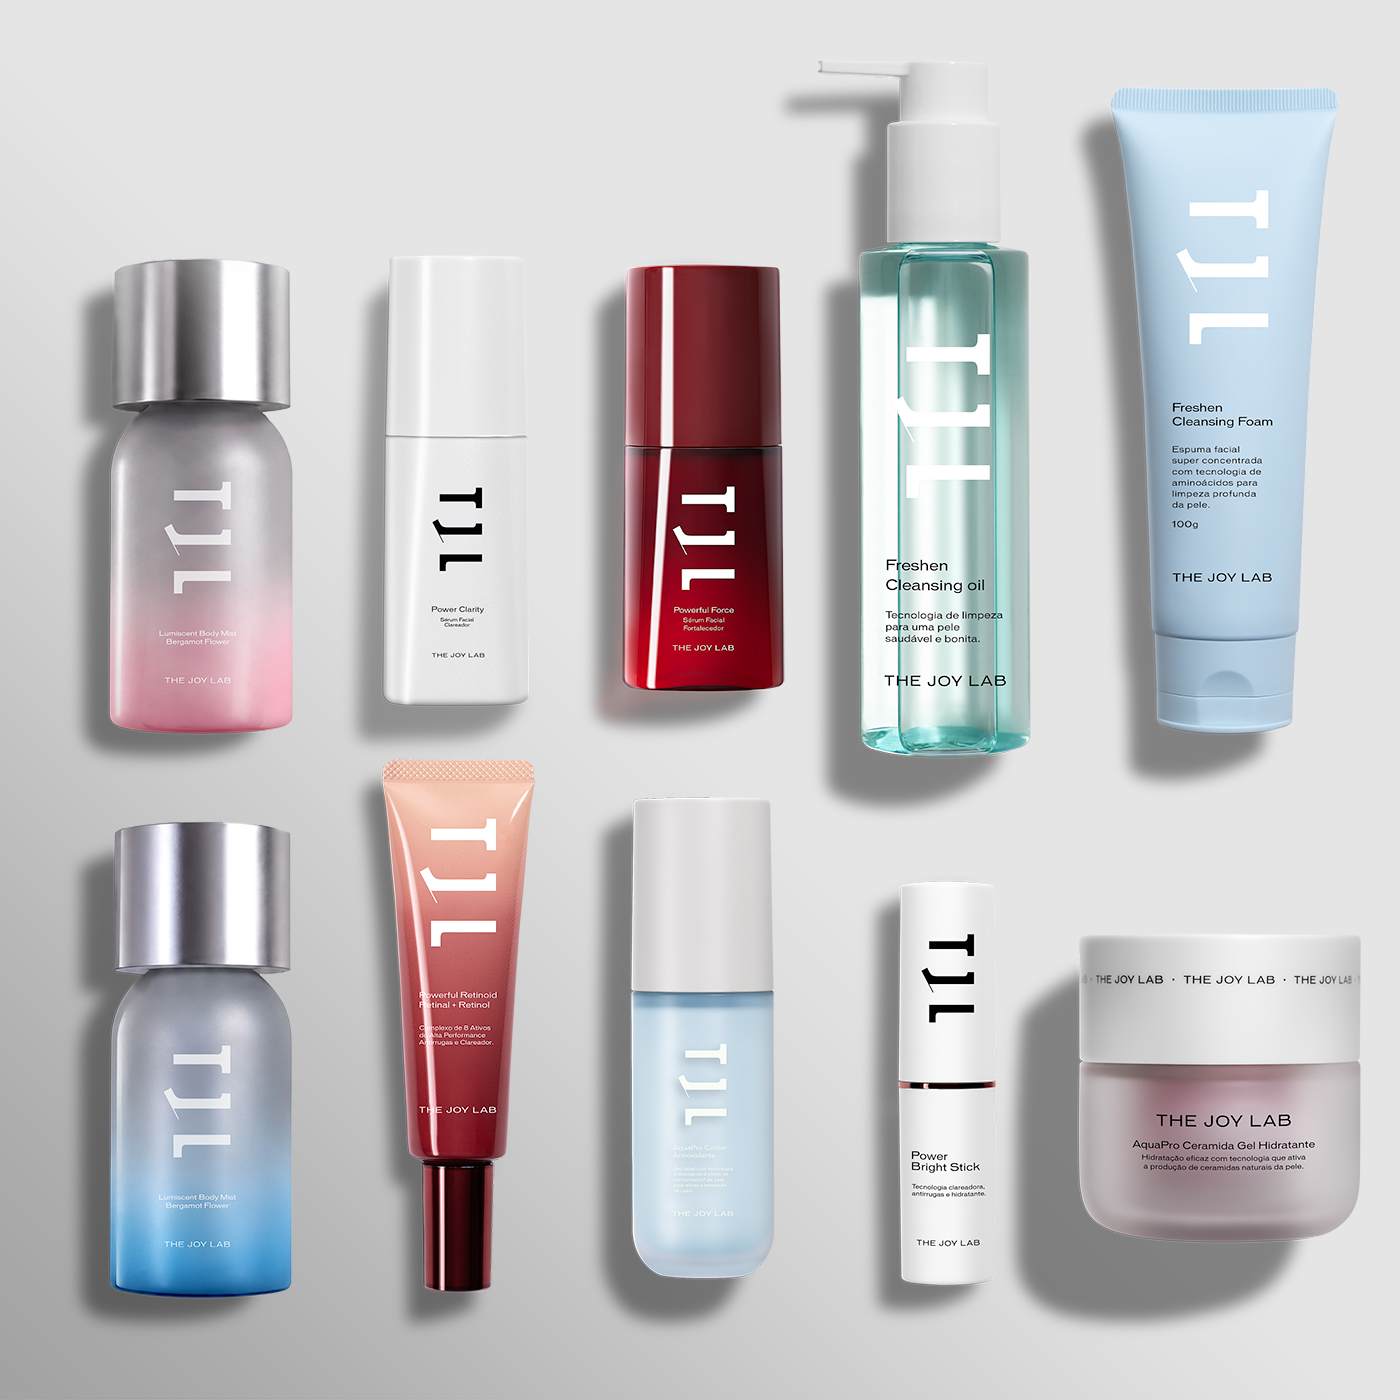 TJL
Lumiscent Body Mist
Bergamot Flower
THE JOY LAB
TJL
Power Clarity
Sérum Facial
Clareador
THE JOY LAB
TJL
Powerful Force
Sérum Facial
Fortalecedor
THE JOY LAB
TJL
Freshen
Cleansing oil
Tecnologia de limpeza
para uma pele
saudável e bonita.
THE JOY LAB
TJL
Freshen
Cleansing Foam
Espuma facial
super concentrada
com tecnologia de
aminoácidos para
limpeza profunda
da pele.
100g
THE JOY LAB
TJL
Lumiscent Body Mist
Bergamot Flower
THE JOY LAB
TJL
Powerful Retinoid
Retinal + Retinol
Complexo de 8 Ativos
de Alta Performance
Antirrugas e Clareador.
THE JOY LAB
TJL
AquaPro Cooler
Antioxidante
THE JOY LAB
TJL
Power
Bright Stick
Tecnologia clareadora,
antirrugas e hidratante.
THE JOY LAB
· THE JOY LAB · THE JOY LAB · THE JOY LAB ·
THE JOY LAB
AquaPro Ceramida Gel Hidratante
Hidratação eficaz com tecnologia que ativa
a produção de ceramidas naturais da pele.